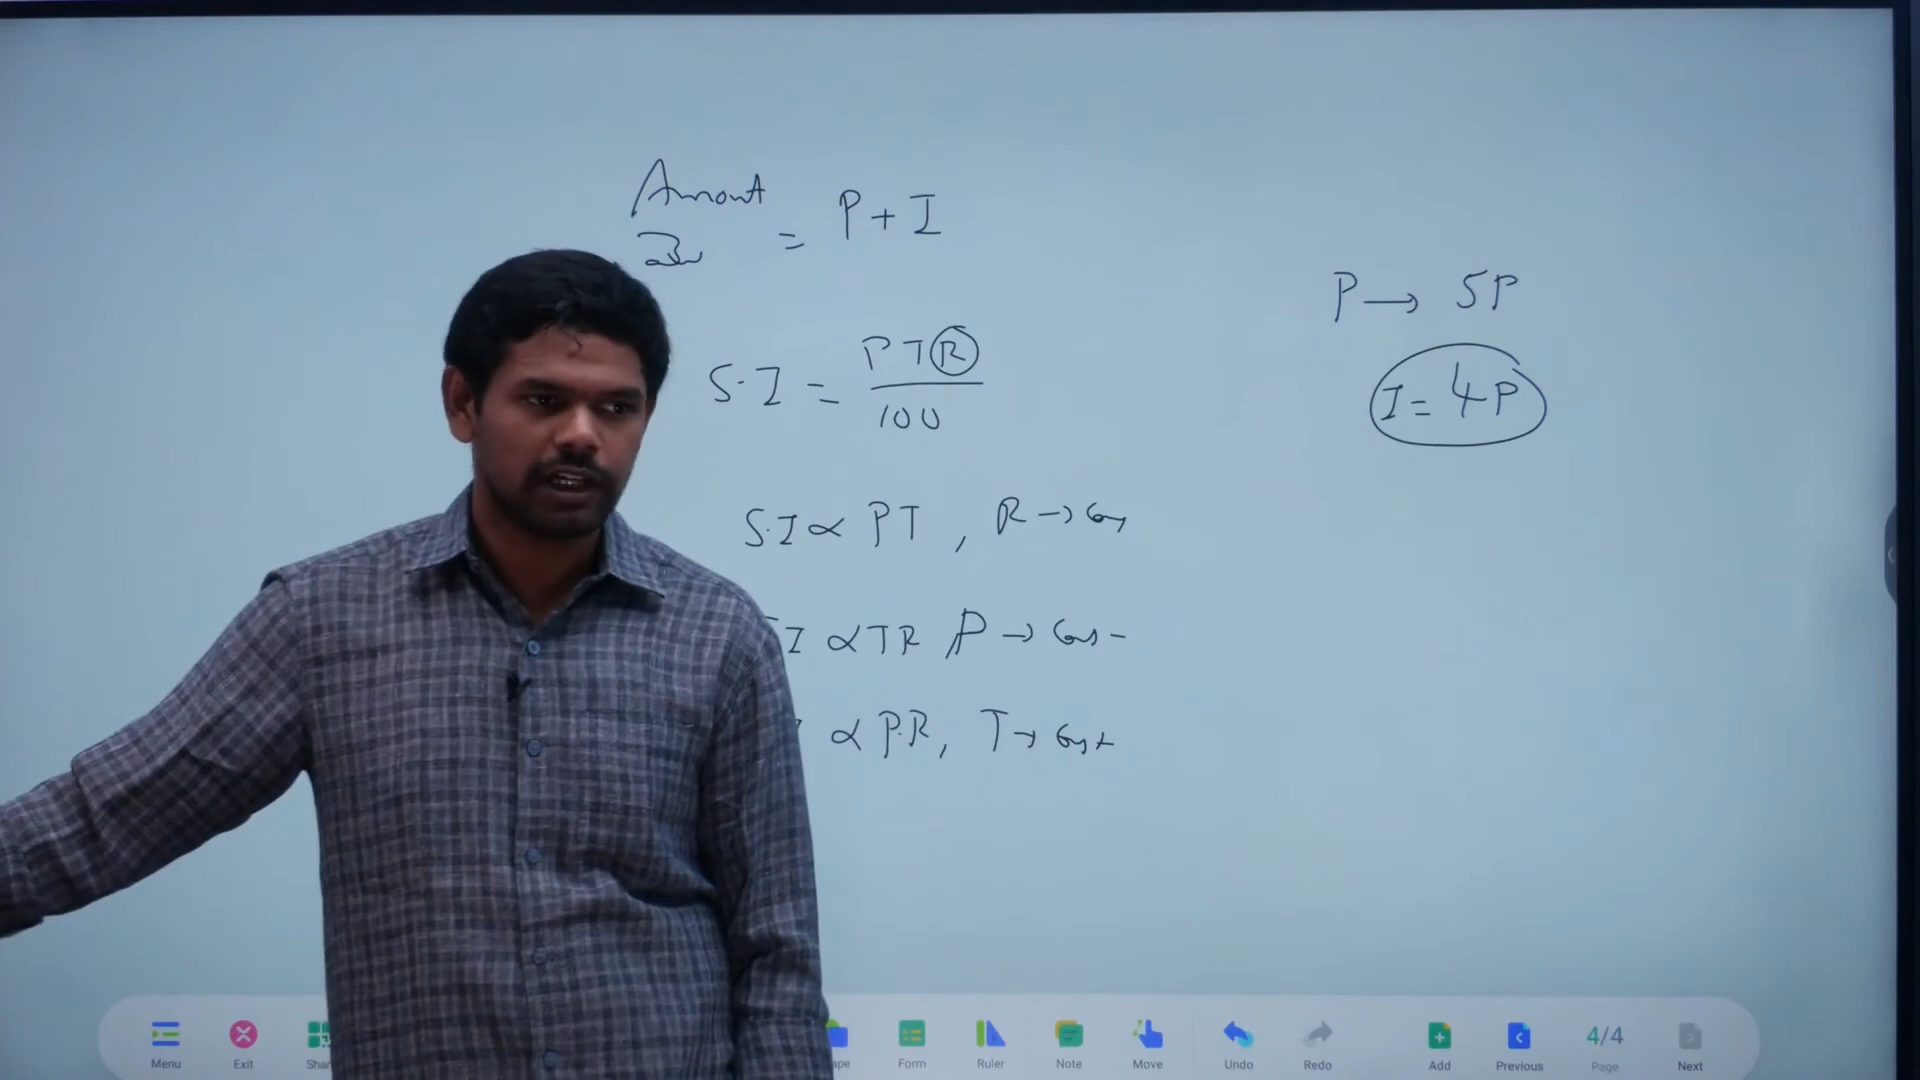 Amount
= P + I
P → 5P
S.I = PTR
100
I = 4P
S.I ∝ PT , R →
I ∝ TR P →
∝ P.R, T →
Menu Exit Form Ruler Note Move Undo Redo Add Previous 4/4 Page Next